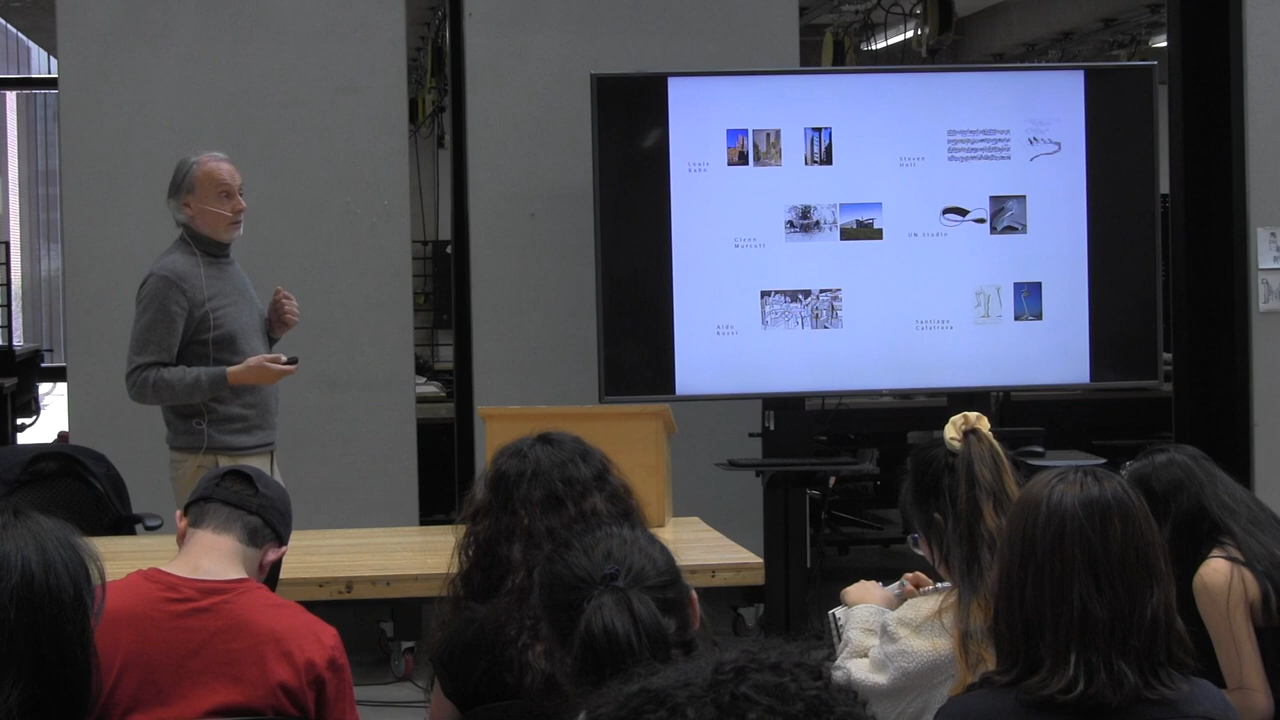 Louis
Kahn
Steven
Holl
Glenn
Murcutt
UN Studio
Aldo
Rossi
Santiago
Calatrava